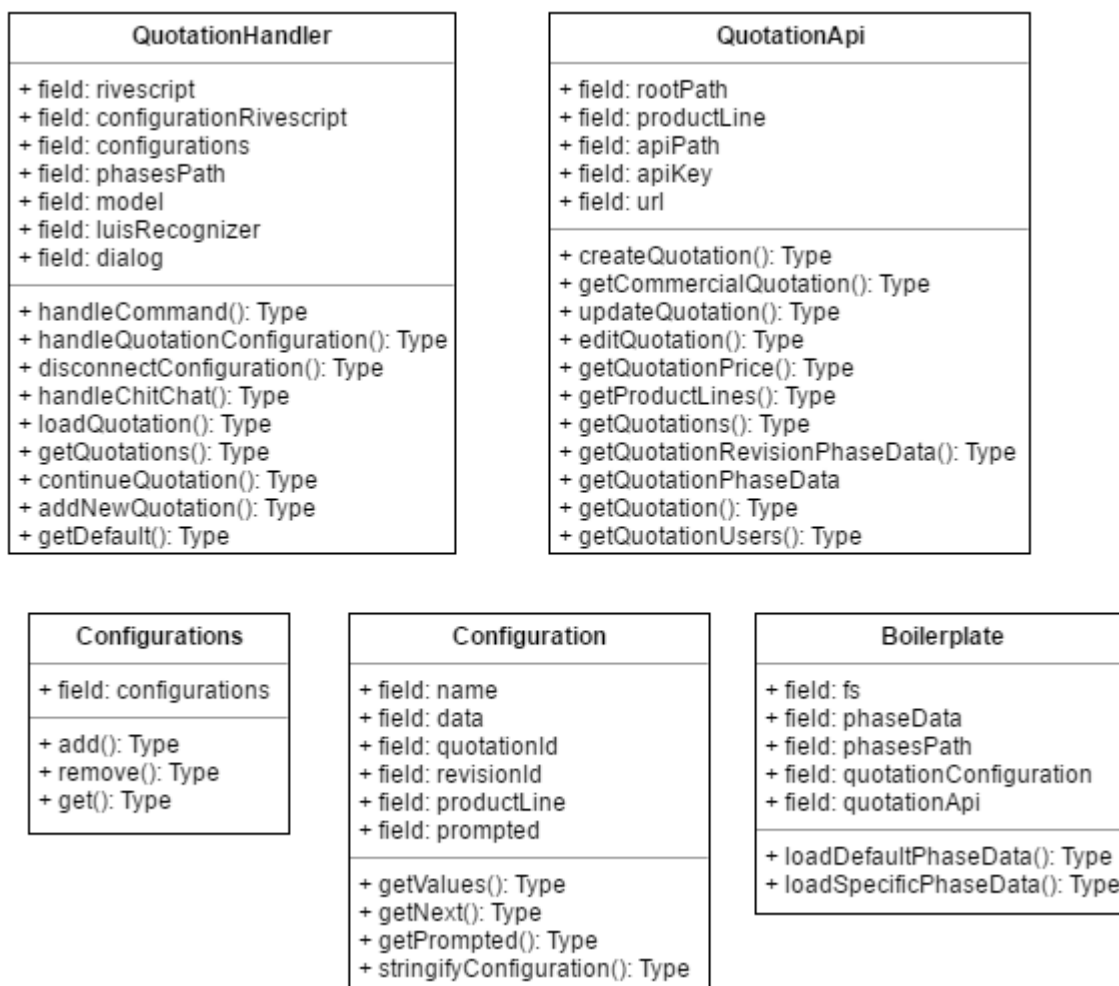 QuotationHandler
+ field: rivescript
+ field: configurationRivescript
+ field: configurations
+ field: phasesPath
+ field: model
+ field: luisRecognizer
+ field: dialog
+ handleCommand(): Type
+ handleQuotationConfiguration(): Type
+ disconnectConfiguration(): Type
+ handleChitChat(): Type
+ loadQuotation(): Type
+ getQuotations(): Type
+ continueQuotation(): Type
+ addNewQuotation(): Type
+ getDefault(): Type
QuotationApi
+ field: rootPath
+ field: productLine
+ field: apiPath
+ field: apiKey
+ field: url
+ createQuotation(): Type
+ getCommercialQuotation(): Type
+ updateQuotation(): Type
+ editQuotation(): Type
+ getQuotationPrice(): Type
+ getProductLines(): Type
+ getQuotations(): Type
+ getQuotationRevisionPhaseData(): Type
+ getQuotationPhaseData
+ getQuotation(): Type
+ getQuotationUsers(): Type
Configurations
+ field: configurations
+ add(): Type
+ remove(): Type
+ get(): Type
Configuration
+ field: name
+ field: data
+ field: quotationId
+ field: revisionId
+ field: productLine
+ field: prompted
+ getValues(): Type
+ getNext(): Type
+ getPrompted(): Type
+ stringifyConfiguration(): Type
Boilerplate
+ field: fs
+ field: phaseData
+ field: phasesPath
+ field: quotationConfiguration
+ field: quotationApi
+ loadDefaultPhaseData(): Type
+ loadSpecificPhaseData(): Type